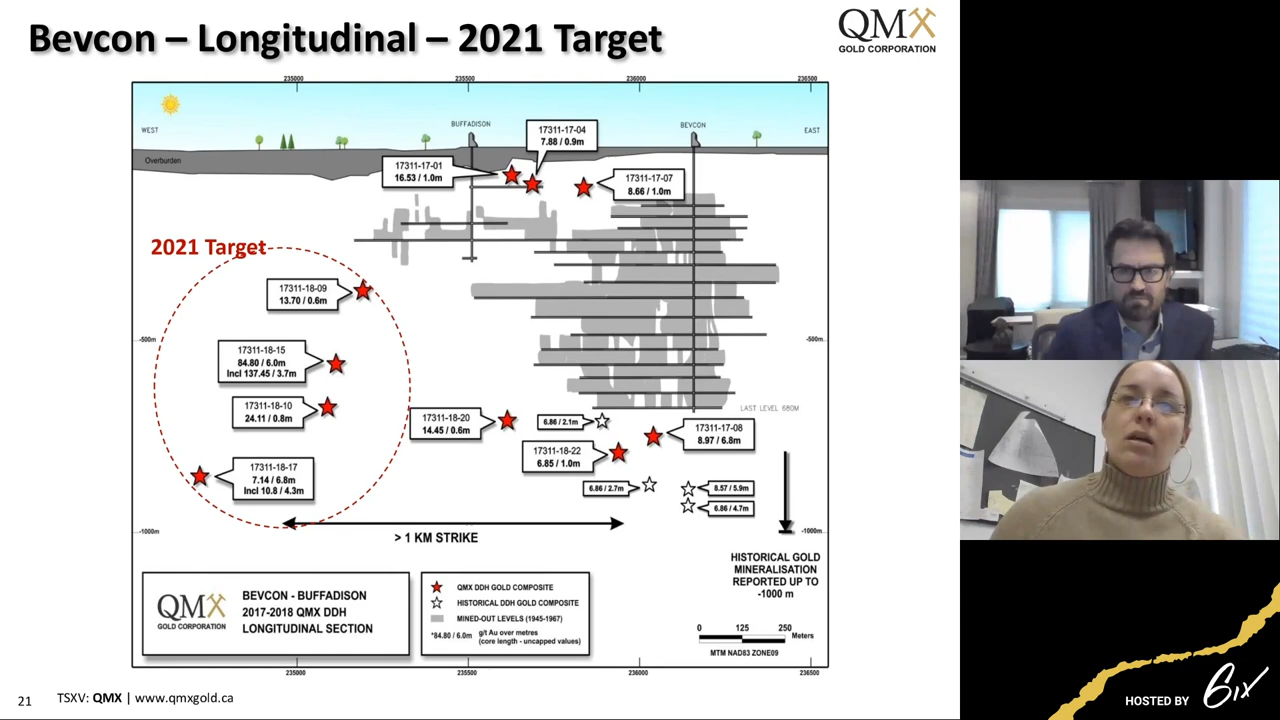 Bevcon – Longitudinal – 2021 Target
QMX
GOLD CORPORATION
235000
235500
236000
236500
WEST
BUFFADISON
BEVCON
EAST
Overburden
17311-17-04
7.88 / 0.9m
17311-17-01
16.53 / 1.0m
17311-17-07
8.66 / 1.0m
2021 Target
17311-18-09
13.70 / 0.6m
-500m
-500m
17311-18-15
84.80 / 6.0m
Incl 137.45 / 3.7m
17311-18-10
24.11 / 0.8m
17311-18-20
14.45 / 0.6m
6.86 / 2.1m
LAST LEVEL 680M
17311-17-08
8.97 / 6.8m
17311-18-22
6.85 / 1.0m
17311-18-17
7.14 / 6.8m
Incl 10.8 / 4.3m
6.86 / 2.7m
8.57 / 5.9m
6.86 / 4.7m
-1000m
-1000m
> 1 KM STRIKE
HISTORICAL GOLD
MINERALISATION
REPORTED UP TO
-1000 m
QMX
GOLD CORPORATION
BEVCON - BUFFADISON
2017-2018 QMX DDH
LONGITUDINAL SECTION
QMX DDH GOLD COMPOSITE
HISTORICAL DDH GOLD COMPOSITE
MINED-OUT LEVELS (1945-1967)
*84.80 / 6.0m g/t Au over metres
(core length - uncapped values)
0 125 250
Meters
MTM NAD83 ZONE09
235000
235500
236000
236500
21
TSXV: QMX | www.qmxgold.ca
HOSTED BY 6ix